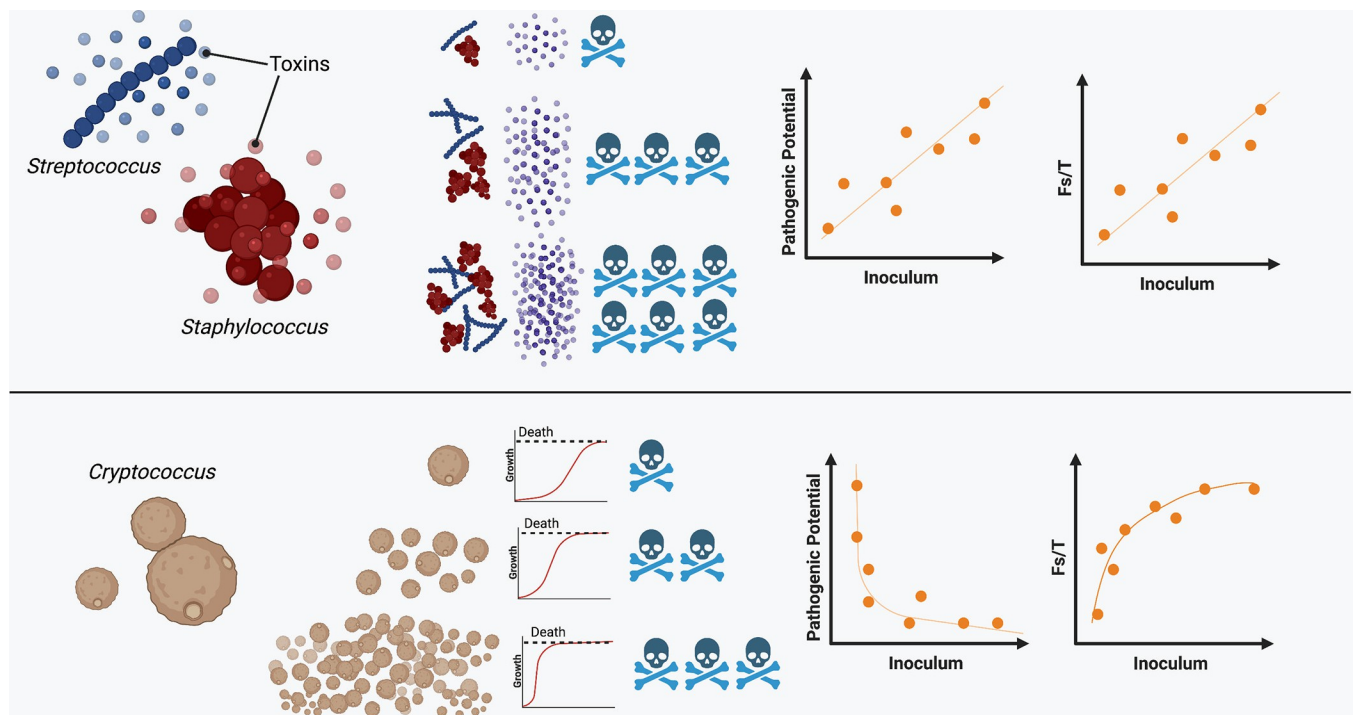 Toxins
Streptococcus
Staphylococcus
Pathogenic Potential
Inoculum
Fs/T
Inoculum
Cryptococcus
Death
Growth
Death
Growth
Death
Growth
Pathogenic Potential
Inoculum
Fs/T
Inoculum